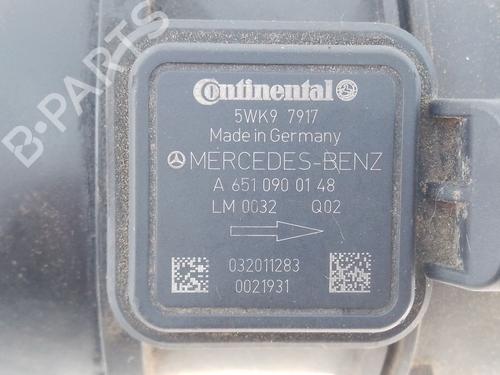 B-PARTS
Continental
5WK9 7917
Made in Germany
MERCEDES-BENZ
A 651 090 01 48
LM 0032 Q02
032011283
0021931